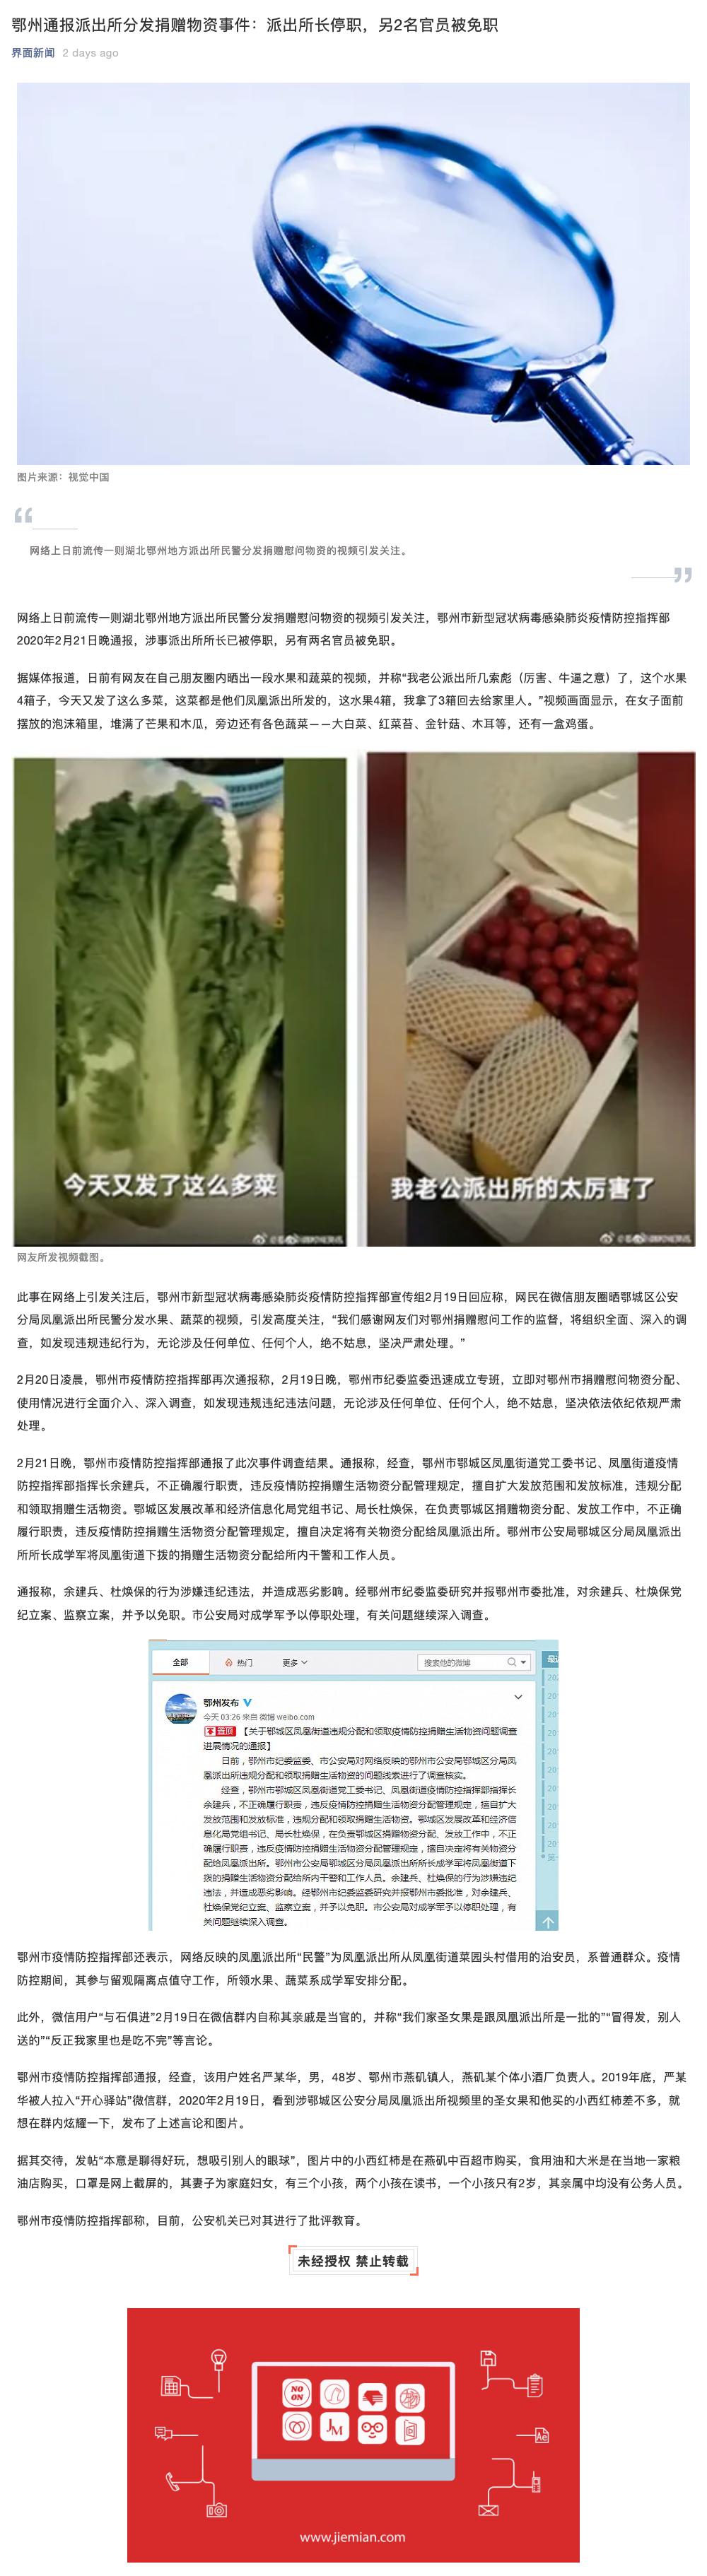 鄂州通报派出所分发捐赠物资事件：派出所长停职，另2名官员被免职
界面新闻 2 days ago
图片来源：视觉中国
网络上日前流传一则湖北鄂州地方派出所民警分发捐赠慰问物资的视频引发关注。
网络上日前流传一则湖北鄂州地方派出所民警分发捐赠慰问物资的视频引发关注，鄂州市新型冠状病毒感染肺炎疫情防控指挥部
2020年2月21日晚通报，涉事派出所所长已被停职，另有两名官员被免职。
据媒体报道，日前有网友在自己朋友圈内晒出一段水果和蔬菜的视频，并称“我老公派出所几索彪（厉害、牛逼之意）了，这个水果
4箱子，今天又发了这么多菜，这菜都是他们凤凰派出所发的，这水果4箱，我拿了3箱回去给家里人。”视频画面显示，在女子面前
摆放的泡沫箱里，堆满了芒果和木瓜，旁边还有各色蔬菜——大白菜、红菜苔、金针菇、木耳等，还有一盒鸡蛋。
今天又发了这么多菜
我老公派出所的太厉害了
网友所发视频截图。
此事在网络上引发关注后，鄂州市新型冠状病毒感染肺炎疫情防控指挥部宣传组2月19日回应称，网民在微信朋友圈晒鄂城区公安
分局凤凰派出所民警分发水果、蔬菜的视频，引发高度关注，“我们感谢网友们对鄂州捐赠慰问工作的监督，将组织全面、深入的调
查，如发现违规违纪行为，无论涉及任何单位、任何个人，绝不姑息，坚决严肃处理。”
2月20日凌晨，鄂州市疫情防控指挥部再次通报称，2月19日晚，鄂州市纪委监委迅速成立专班，立即对鄂州市捐赠慰问物资分配、
使用情况进行全面介入、深入调查，如发现违规违纪违法问题，无论涉及任何单位、任何个人，绝不姑息，坚决依法依纪依规严肃
处理。
2月21日晚，鄂州市疫情防控指挥部通报了此次事件调查结果。通报称，经查，鄂州市鄂城区凤凰街道党工委书记、凤凰街道疫情
防控指挥部指挥长余建兵，不正确履行职责，违反疫情防控捐赠生活物资分配管理规定，擅自扩大发放范围和发放标准，违规分配
和领取捐赠生活物资。鄂城区发展改革和经济信息化局党组书记、局长杜焕保，在负责鄂城区捐赠物资分配、发放工作中，不正确
履行职责，违反疫情防控捐赠生活物资分配管理规定，擅自决定将有关物资分配给凤凰派出所。鄂州市公安局鄂城区分局凤凰派出
所所长成学军将凤凰街道下拨的捐赠生活物资分配给所内干警和工作人员。
通报称，余建兵、杜焕保的行为涉嫌违纪违法，并造成恶劣影响。经鄂州市纪委监委研究并报鄂州市委批准，对余建兵、杜焕保党
纪立案、监察立案，并予以免职。市公安局对成学军予以停职处理，有关问题继续深入调查。
全部 热门 更多 搜索他的微博
鄂州发布
今天 03:26 来自 微博 weibo.com
置顶 【关于鄂城区凤凰街道违规分配和领取疫情防控捐赠生活物资问题调查
进展情况的通报】
日前，鄂州市纪委监委、市公安局对网络反映的鄂州市公安局鄂城区分局凤
凰派出所违规分配和领取捐赠生活物资的问题线索进行了调查核实。
经查，鄂州市鄂城区凤凰街道党工委书记、凤凰街道疫情防控指挥部指挥长
余建兵，不正确履行职责，违反疫情防控捐赠生活物资分配管理规定，擅自扩大
发放范围和发放标准，违规分配和领取捐赠生活物资。鄂城区发展改革和经济信
息化局党组书记、局长杜焕保，在负责鄂城区捐赠物资分配、发放工作中，不正
确履行职责，违反疫情防控捐赠生活物资分配管理规定，擅自决定将有关物资分
配给凤凰派出所。鄂州市公安局鄂城区分局凤凰派出所所长成学军将凤凰街道下
拨的捐赠生活物资分配给所内干警和工作人员。余建兵、杜焕保的行为涉嫌违纪
违法，并造成恶劣影响。经鄂州市纪委监委研究并报鄂州市委批准，对余建兵、
杜焕保党纪立案、监察立案，并予以免职。市公安局对成学军予以停职处理，有
关问题继续深入调查。
鄂州市疫情防控指挥部还表示，网络反映的凤凰派出所“民警”为凤凰派出所从凤凰街道菜园头村借用的治安员，系普通群众。疫情
防控期间，其参与留观隔离点值守工作，所领水果、蔬菜系成学军安排分配。
此外，微信用户“与石俱进”2月19日在微信群内自称其亲戚是当官的，并称“我们家圣女果是跟凤凰派出所是一批的”“冒得发，别人
送的”“反正我家里也是吃不完”等言论。
鄂州市疫情防控指挥部通报，经查，该用户姓名严某华，男，48岁、鄂州市燕矶镇人，燕矶某个体小酒厂负责人。2019年底，严某
华被人拉入“开心驿站”微信群，2020年2月19日，看到涉鄂城区公安分局凤凰派出所视频里的圣女果和他买的小西红柿差不多，就
想在群内炫耀一下，发布了上述言论和图片。
据其交待，发帖“本意是聊得好玩，想吸引别人的眼球”，图片中的小西红柿是在燕矶中百超市购买，食用油和大米是在当地一家粮
油店购买，口罩是网上截屏的，其妻子为家庭妇女，有三个小孩，两个小孩在读书，一个小孩只有2岁，其亲属中均没有公务人员。
鄂州市疫情防控指挥部称，目前，公安机关已对其进行了批评教育。
未经授权 禁止转载
NO
ON
JM
Ae
www.jiemian.com